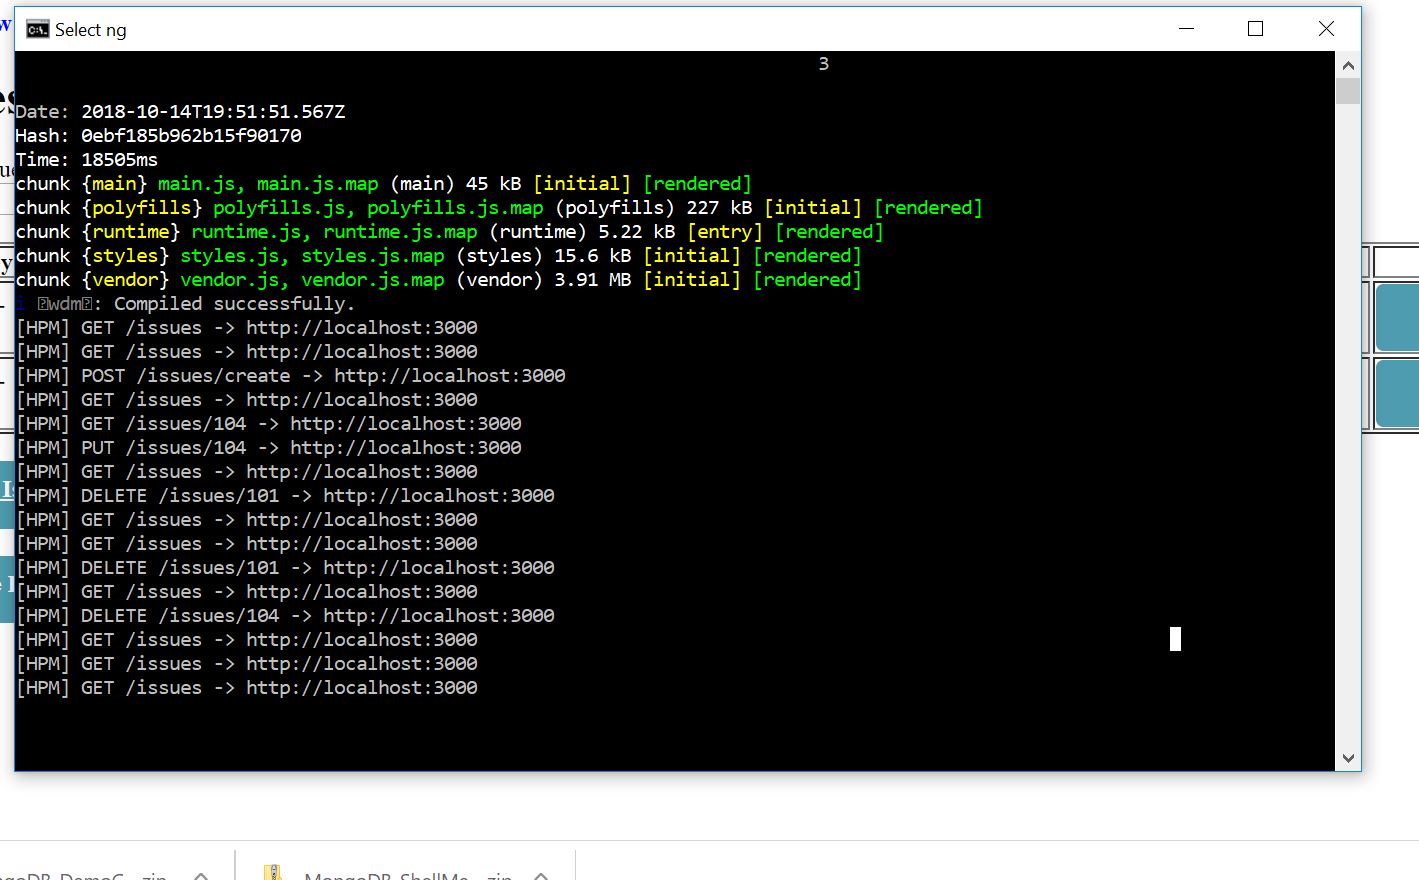 Select ng
3
Date: 2018-10-14T19:51:51.567Z
Hash: 0ebf185b962b15f90170
Time: 18505ms
chunk {main} main.js, main.js.map (main) 45 kB [initial] [rendered]
chunk {polyfills} polyfills.js, polyfills.js.map (polyfills) 227 kB [initial] [rendered]
chunk {runtime} runtime.js, runtime.js.map (runtime) 5.22 kB [entry] [rendered]
chunk {styles} styles.js, styles.js.map (styles) 15.6 kB [initial] [rendered]
chunk {vendor} vendor.js, vendor.js.map (vendor) 3.91 MB [initial] [rendered]
i wdm: Compiled successfully.
[HPM] GET /issues -> http://localhost:3000
[HPM] GET /issues -> http://localhost:3000
[HPM] POST /issues/create -> http://localhost:3000
[HPM] GET /issues -> http://localhost:3000
[HPM] GET /issues/104 -> http://localhost:3000
[HPM] PUT /issues/104 -> http://localhost:3000
[HPM] GET /issues -> http://localhost:3000
[HPM] DELETE /issues/101 -> http://localhost:3000
[HPM] GET /issues -> http://localhost:3000
[HPM] GET /issues -> http://localhost:3000
[HPM] DELETE /issues/101 -> http://localhost:3000
[HPM] GET /issues -> http://localhost:3000
[HPM] DELETE /issues/104 -> http://localhost:3000
[HPM] GET /issues -> http://localhost:3000
[HPM] GET /issues -> http://localhost:3000
[HPM] GET /issues -> http://localhost:3000